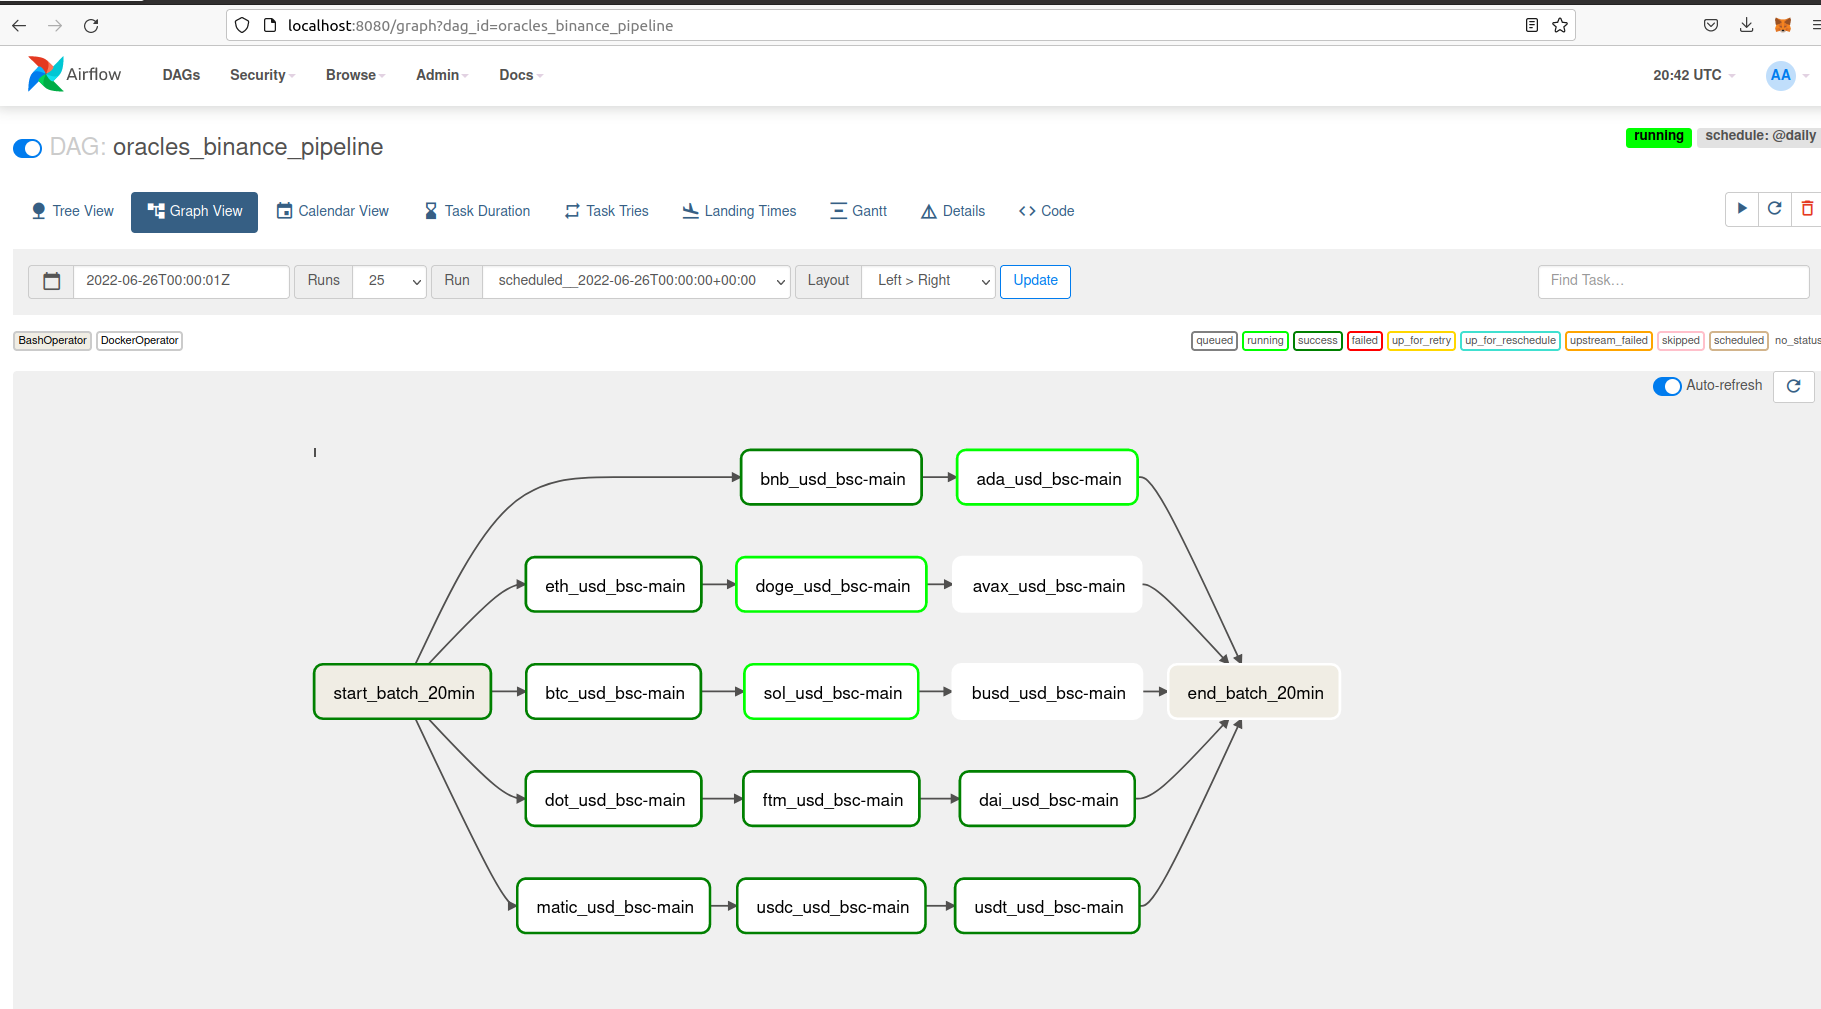 localhost:8080/graph?dag_id=oracles_binance_pipeline
Airflow DAGs Security Browse Admin Docs 20:42 UTC AA
DAG: oracles_binance_pipeline running schedule: @daily
Tree View Graph View Calendar View Task Duration Task Tries Landing Times Gantt Details <> Code
2022-06-26T00:00:01Z Runs 25 Run scheduled__2022-06-26T00:00:00+00:00 Layout Left > Right Update Find Task...
BashOperator DockerOperator queued running success failed up_for_retry up_for_reschedule upstream_failed skipped scheduled no_status
Auto-refresh
bnb_usd_bsc-main ada_usd_bsc-main
eth_usd_bsc-main doge_usd_bsc-main avax_usd_bsc-main
start_batch_20min btc_usd_bsc-main sol_usd_bsc-main busd_usd_bsc-main end_batch_20min
dot_usd_bsc-main ftm_usd_bsc-main dai_usd_bsc-main
matic_usd_bsc-main usdc_usd_bsc-main usdt_usd_bsc-main